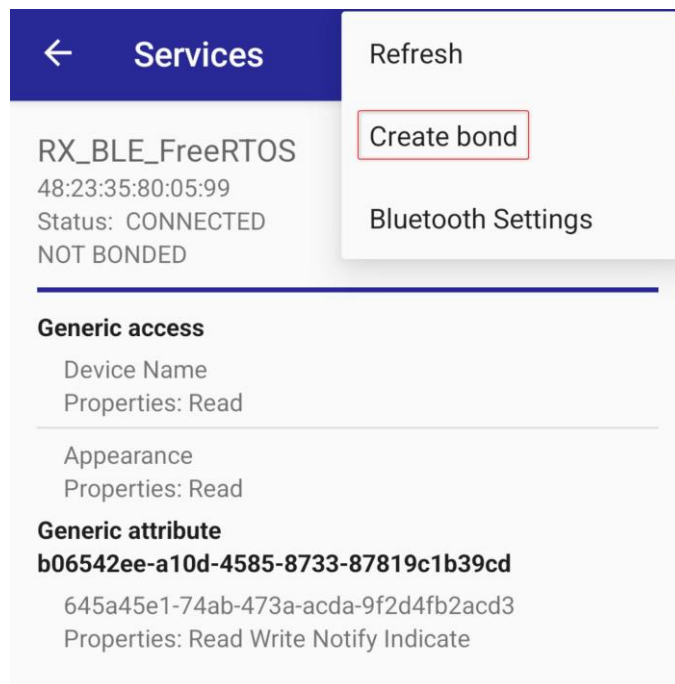 Services
Refresh
Create bond
Bluetooth Settings
RX_BLE_FreeRTOS
48:23:35:80:05:99
Status: CONNECTED
NOT BONDED
Generic access
Device Name
Properties: Read
Appearance
Properties: Read
Generic attribute
b06542ee-a10d-4585-8733-87819c1b39cd
645a45e1-74ab-473a-acda-9f2d4fb2acd3
Properties: Read Write Notify Indicate